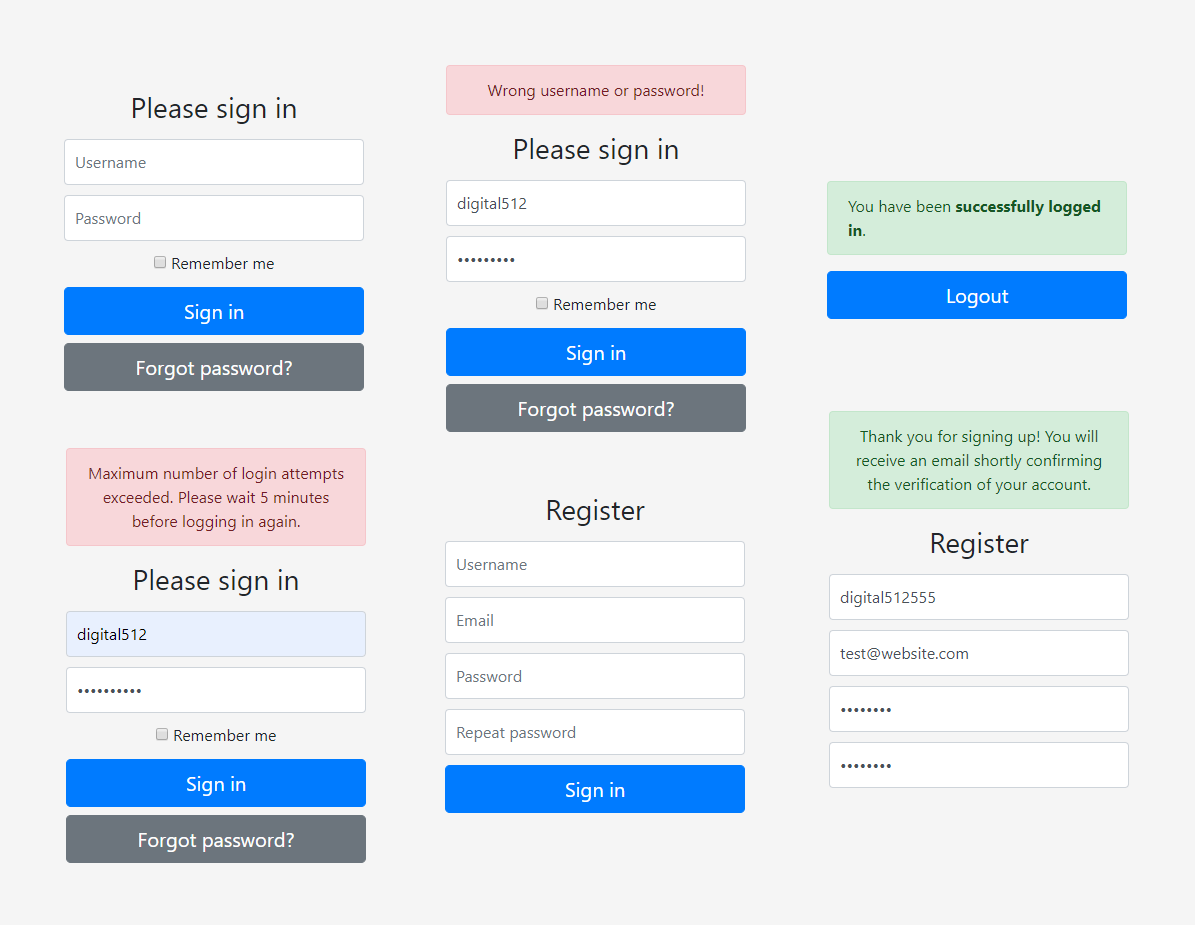 Please sign in
Username
Password
Remember me
Sign in
Forgot password?
Wrong username or password!
Please sign in
digital512
•••••••••
Remember me
Sign in
Forgot password?
You have been successfully logged
in.
Logout
Maximum number of login attempts
exceeded. Please wait 5 minutes
before logging in again.
Please sign in
digital512
••••••••••
Remember me
Sign in
Forgot password?
Register
Username
Email
Password
Repeat password
Sign in
Thank you for signing up! You will
receive an email shortly confirming
the verification of your account.
Register
digital512555
test@website.com
••••••••
••••••••